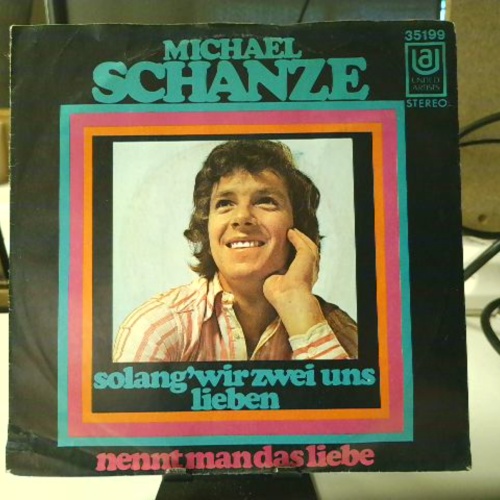 MICHAEL
SCHANZE
35199
UNITED
ARTISTS
STEREO
solang'wir zwei uns
lieben
nennt man das liebe